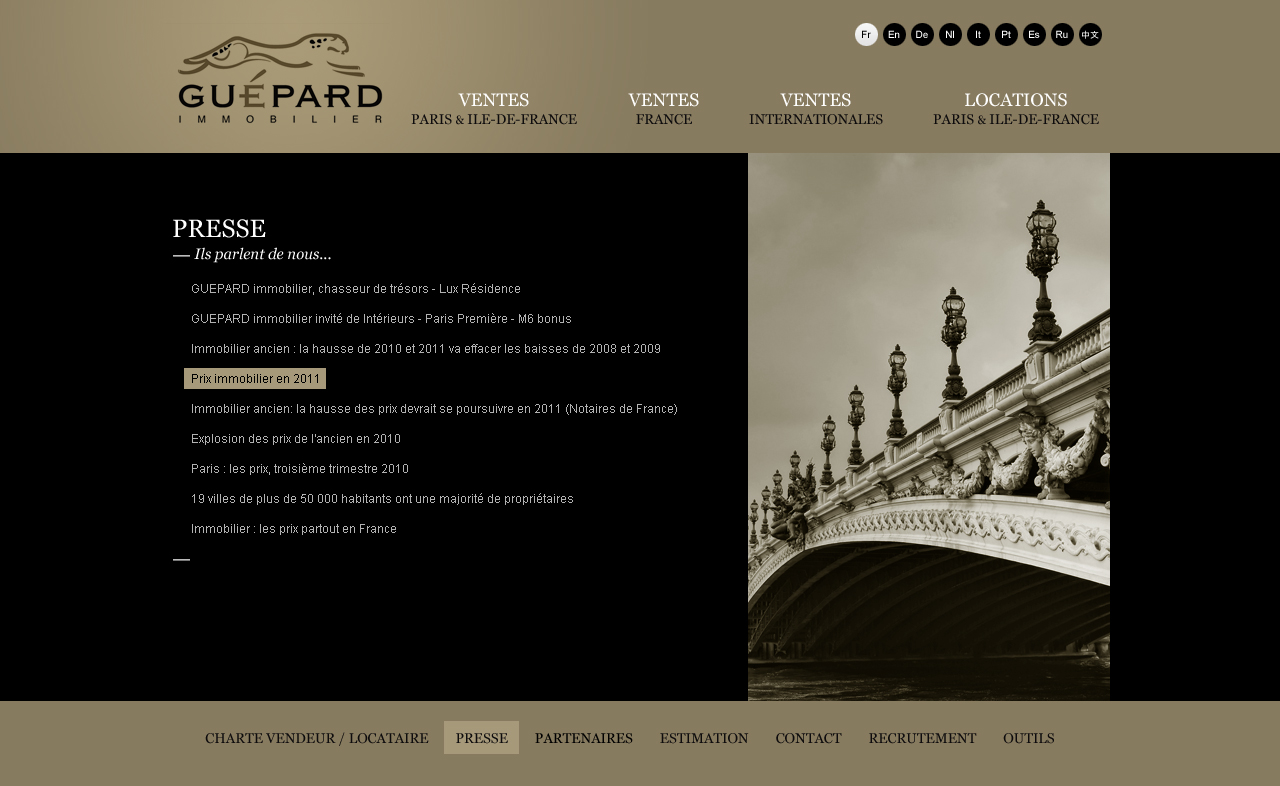 Fr En De Nl It Pt Es Ru 中文
GUÉPARD
IMMOBILIER
VENTES
PARIS & ILE-DE-FRANCE
VENTES
FRANCE
VENTES
INTERNATIONALES
LOCATIONS
PARIS & ILE-DE-FRANCE
PRESSE
— Ils parlent de nous...
GUEPARD immobilier, chasseur de trésors - Lux Résidence
GUEPARD immobilier invité de Intérieurs - Paris Première - M6 bonus
Immobilier ancien : la hausse de 2010 et 2011 va effacer les baisses de 2008 et 2009
Prix immobilier en 2011
Immobilier ancien: la hausse des prix devrait se poursuivre en 2011 (Notaires de France)
Explosion des prix de l'ancien en 2010
Paris : les prix, troisième trimestre 2010
19 villes de plus de 50 000 habitants ont une majorité de propriétaires
Immobilier : les prix partout en France
—
CHARTE VENDEUR / LOCATAIRE PRESSE PARTENAIRES ESTIMATION CONTACT RECRUTEMENT OUTILS